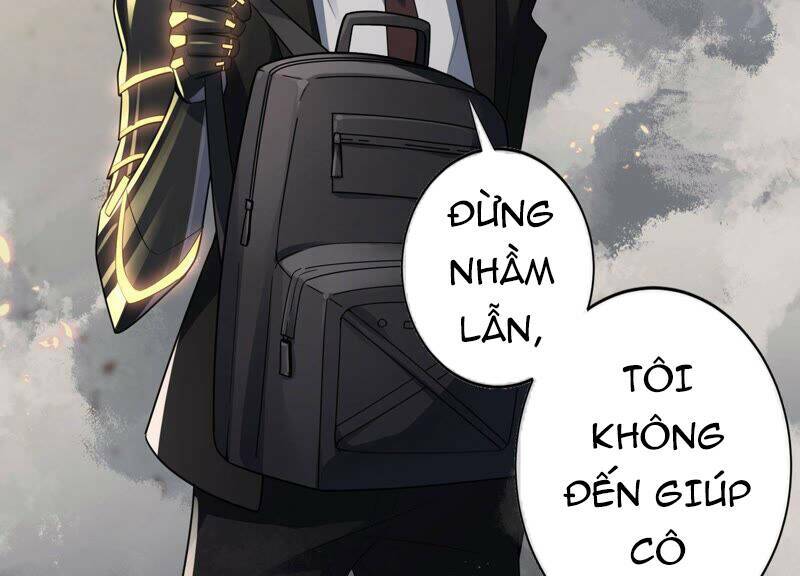 ĐỪNG
NHẦM
LẪN,
TÔI
KHÔNG
ĐẾN GIÚP
CÔ